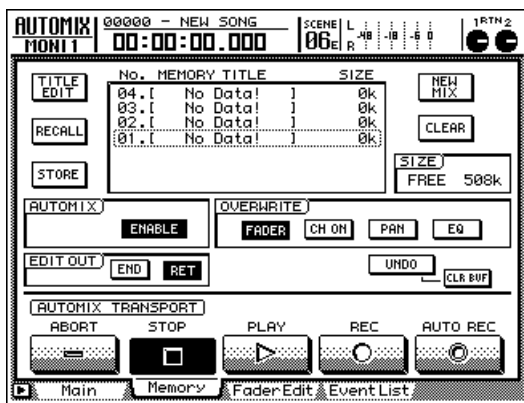 AUTOMIX
MONI 1
00000 - NEW SONG
00:00:00.000
SCENE
06E
L
R -48 -18 -6 0
1 RTN 2
TITLE EDIT
RECALL
STORE
No. MEMORY TITLE SIZE
04.[ No Data! ] 0k
03.[ No Data! ] 0k
02.[ No Data! ] 0k
01.[ No Data! ] 0k
NEW MIX
CLEAR
SIZE
FREE 508k
AUTOMIX
ENABLE
OVERWRITE
FADER CH ON PAN EQ
EDIT OUT
END RET
UNDO
CLR BUF
AUTOMIX TRANSPORT
ABORT STOP PLAY REC AUTO REC
Main Memory Fader Edit Event List